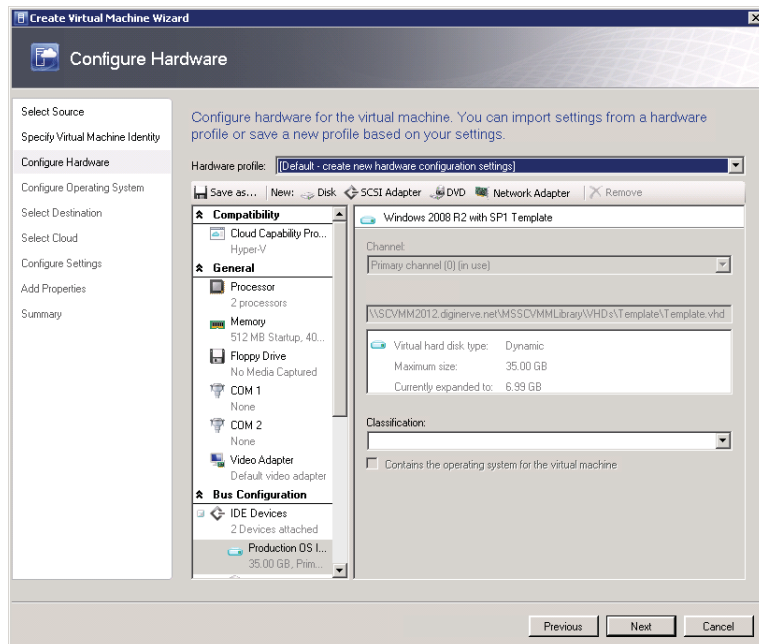 Create Virtual Machine Wizard
Configure Hardware
Select Source
Specify Virtual Machine Identity
Configure Hardware
Configure Operating System
Select Destination
Select Cloud
Configure Settings
Add Properties
Summary
Configure hardware for the virtual machine. You can import settings from a hardware
profile or save a new profile based on your settings.
Hardware profile: [Default - create new hardware configuration settings]
Save as... New: Disk SCSI Adapter DVD Network Adapter Remove
Compatibility
Cloud Capability Pro...
Hyper-V
General
Processor
2 processors
Memory
512 MB Startup, 40...
Floppy Drive
No Media Captured
COM 1
None
COM 2
None
Video Adapter
Default video adapter
Bus Configuration
IDE Devices
2 Devices attached
Production OS I...
35.00 GB, Prim...
Windows 2008 R2 with SP1 Template
Channel:
Primary channel (0) (in use)
\\SCVMM2012.diginerve.net\MSSCVMMLibrary\VHDs\Template\Template.vhd
Virtual hard disk type: Dynamic
Maximum size: 35.00 GB
Currently expanded to: 6.99 GB
Classification:
Contains the operating system for the virtual machine
Previous Next Cancel